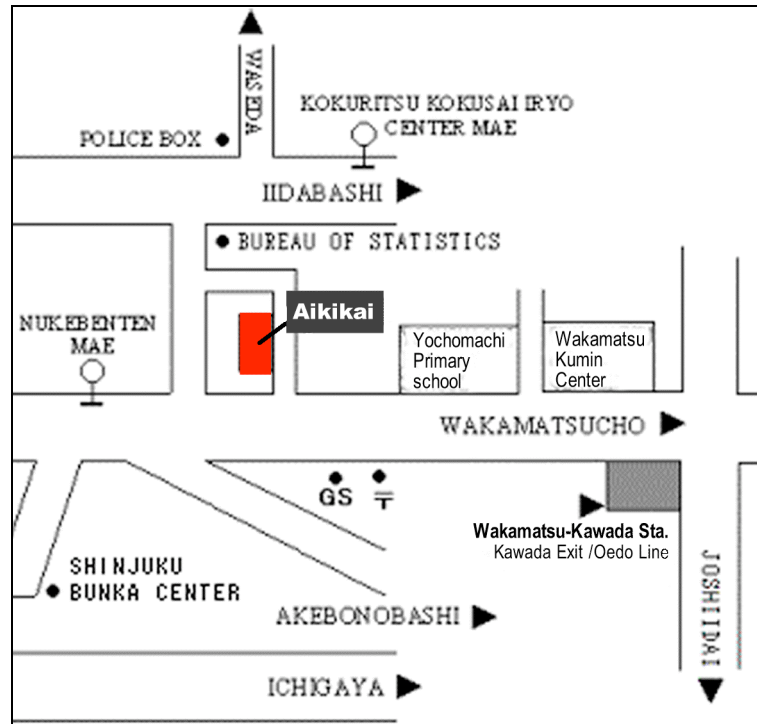 WASEDA
KOKURITSU KOKUSAI IRYO
CENTER MAE
POLICE BOX
IIDABASHI
BUREAU OF STATISTICS
Aikikai
NUKEBENTEN
MAE
Yochomachi
Primary
school
Wakamatsu
Kumin
Center
WAKAMATSUCHO
GS 〒
Wakamatsu-Kawada Sta.
Kawada Exit /Oedo Line
SHINJUKU
BUNKA CENTER
JOSHIIDAI
AKEBONOBASHI
ICHIGAYA